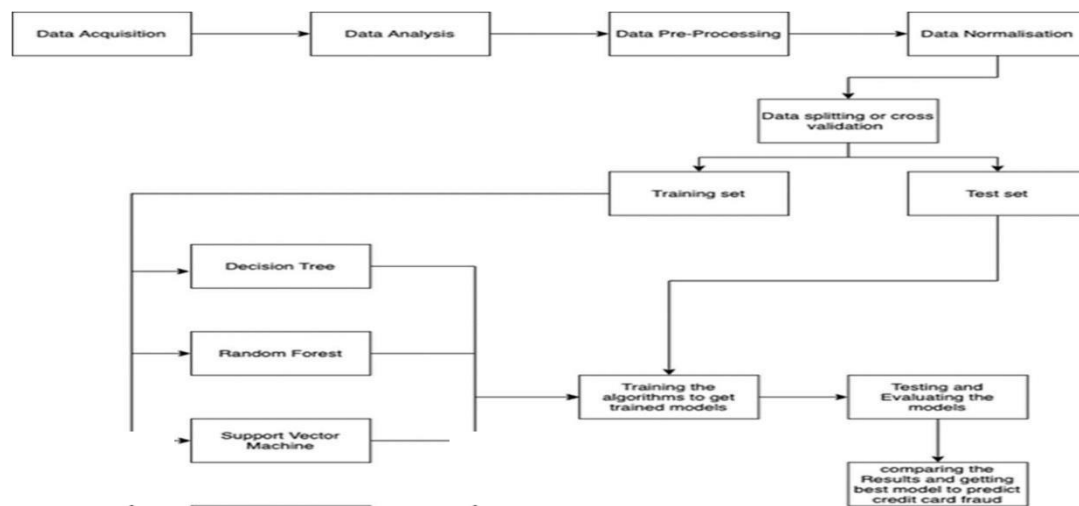 Data Acquisition
Data Analysis
Data Pre-Processing
Data Normalisation
Data splitting or cross
validation
Training set
Test set
Decision Tree
Random Forest
Support Vector
Machine
Training the
algorithms to get
trained models
Testing and
Evaluating the
models
comparing the
Results and getting
best model to predict
credit card fraud